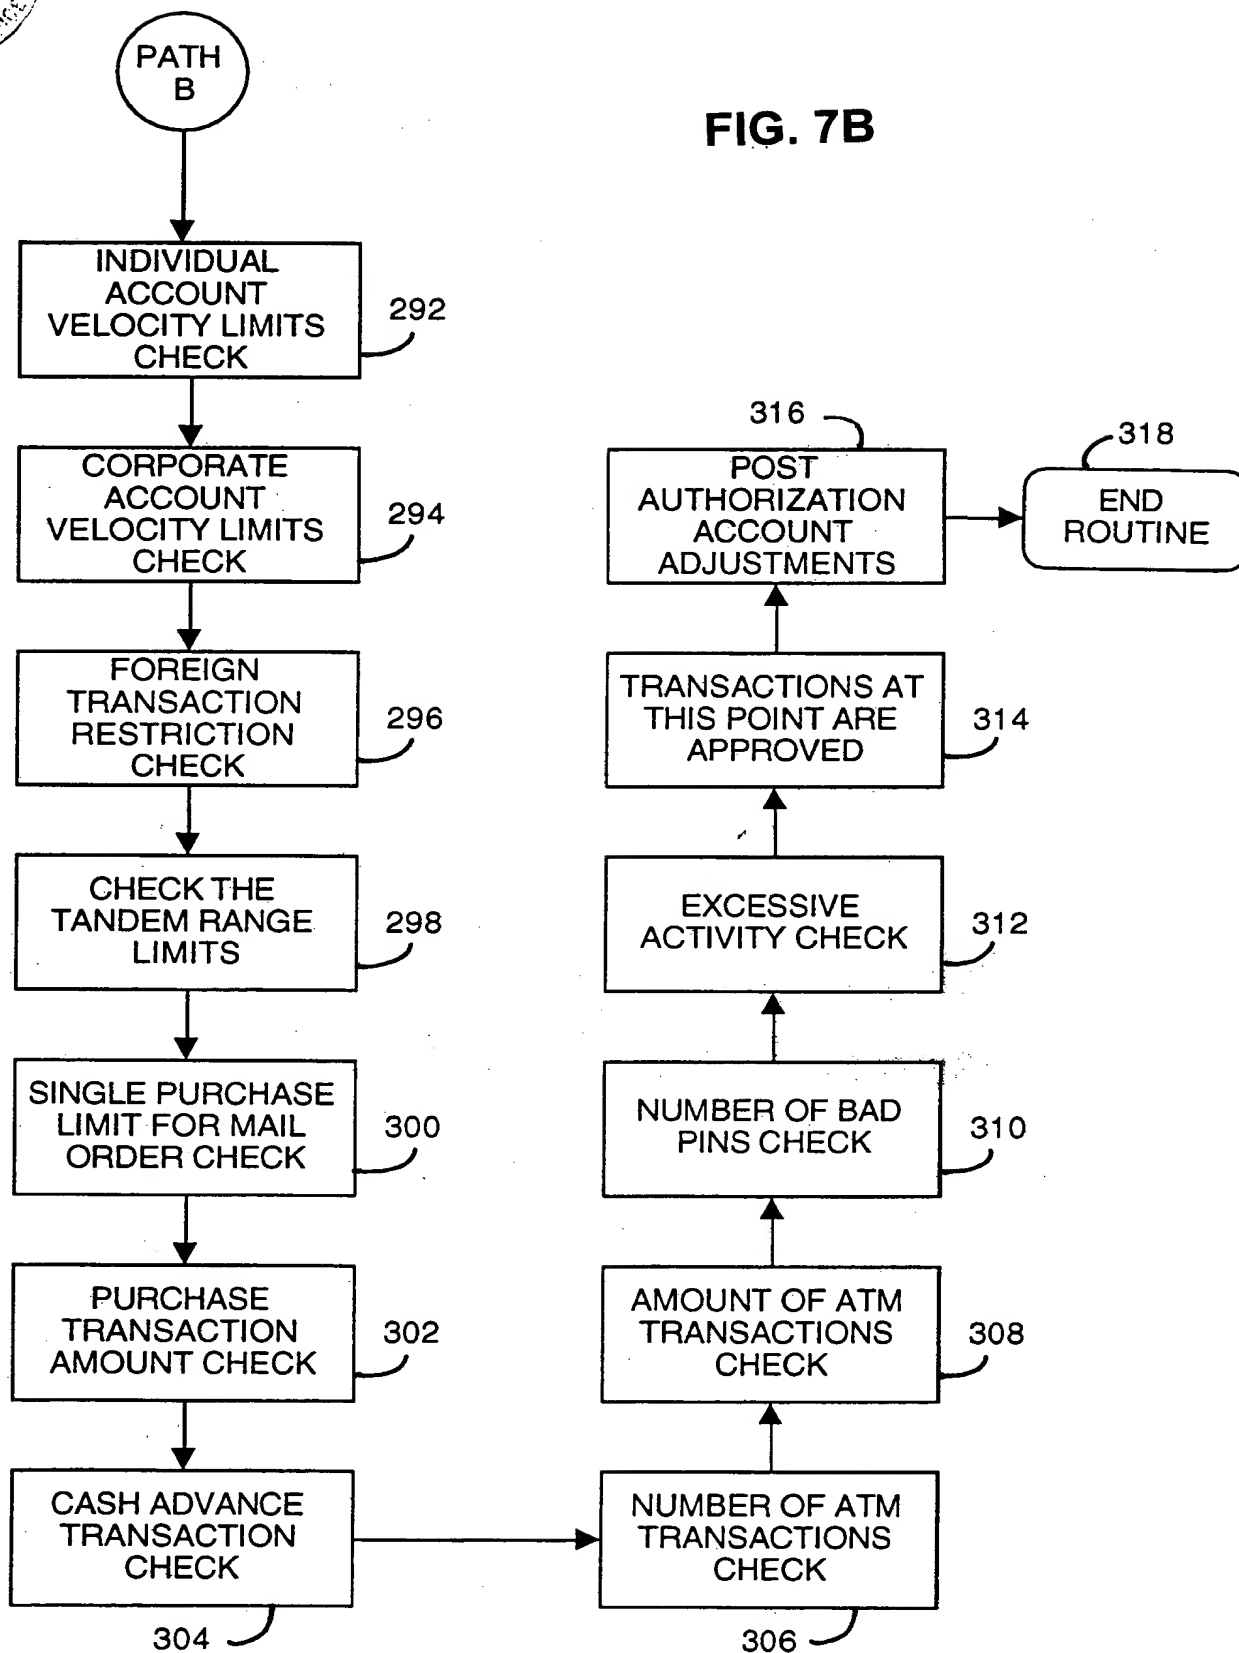 PATH
B
FIG. 7B
INDIVIDUAL
ACCOUNT
VELOCITY LIMITS
CHECK
292
CORPORATE
ACCOUNT
VELOCITY LIMITS
CHECK
294
FOREIGN
TRANSACTION
RESTRICTION
CHECK
296
CHECK THE
TANDEM RANGE
LIMITS
298
SINGLE PURCHASE
LIMIT FOR MAIL
ORDER CHECK
300
PURCHASE
TRANSACTION
AMOUNT CHECK
302
CASH ADVANCE
TRANSACTION
CHECK
304
NUMBER OF ATM
TRANSACTIONS
CHECK
306
AMOUNT OF ATM
TRANSACTIONS
CHECK
308
NUMBER OF BAD
PINS CHECK
310
EXCESSIVE
ACTIVITY CHECK
312
TRANSACTIONS AT
THIS POINT ARE
APPROVED
314
POST
AUTHORIZATION
ACCOUNT
ADJUSTMENTS
316
END
ROUTINE
318